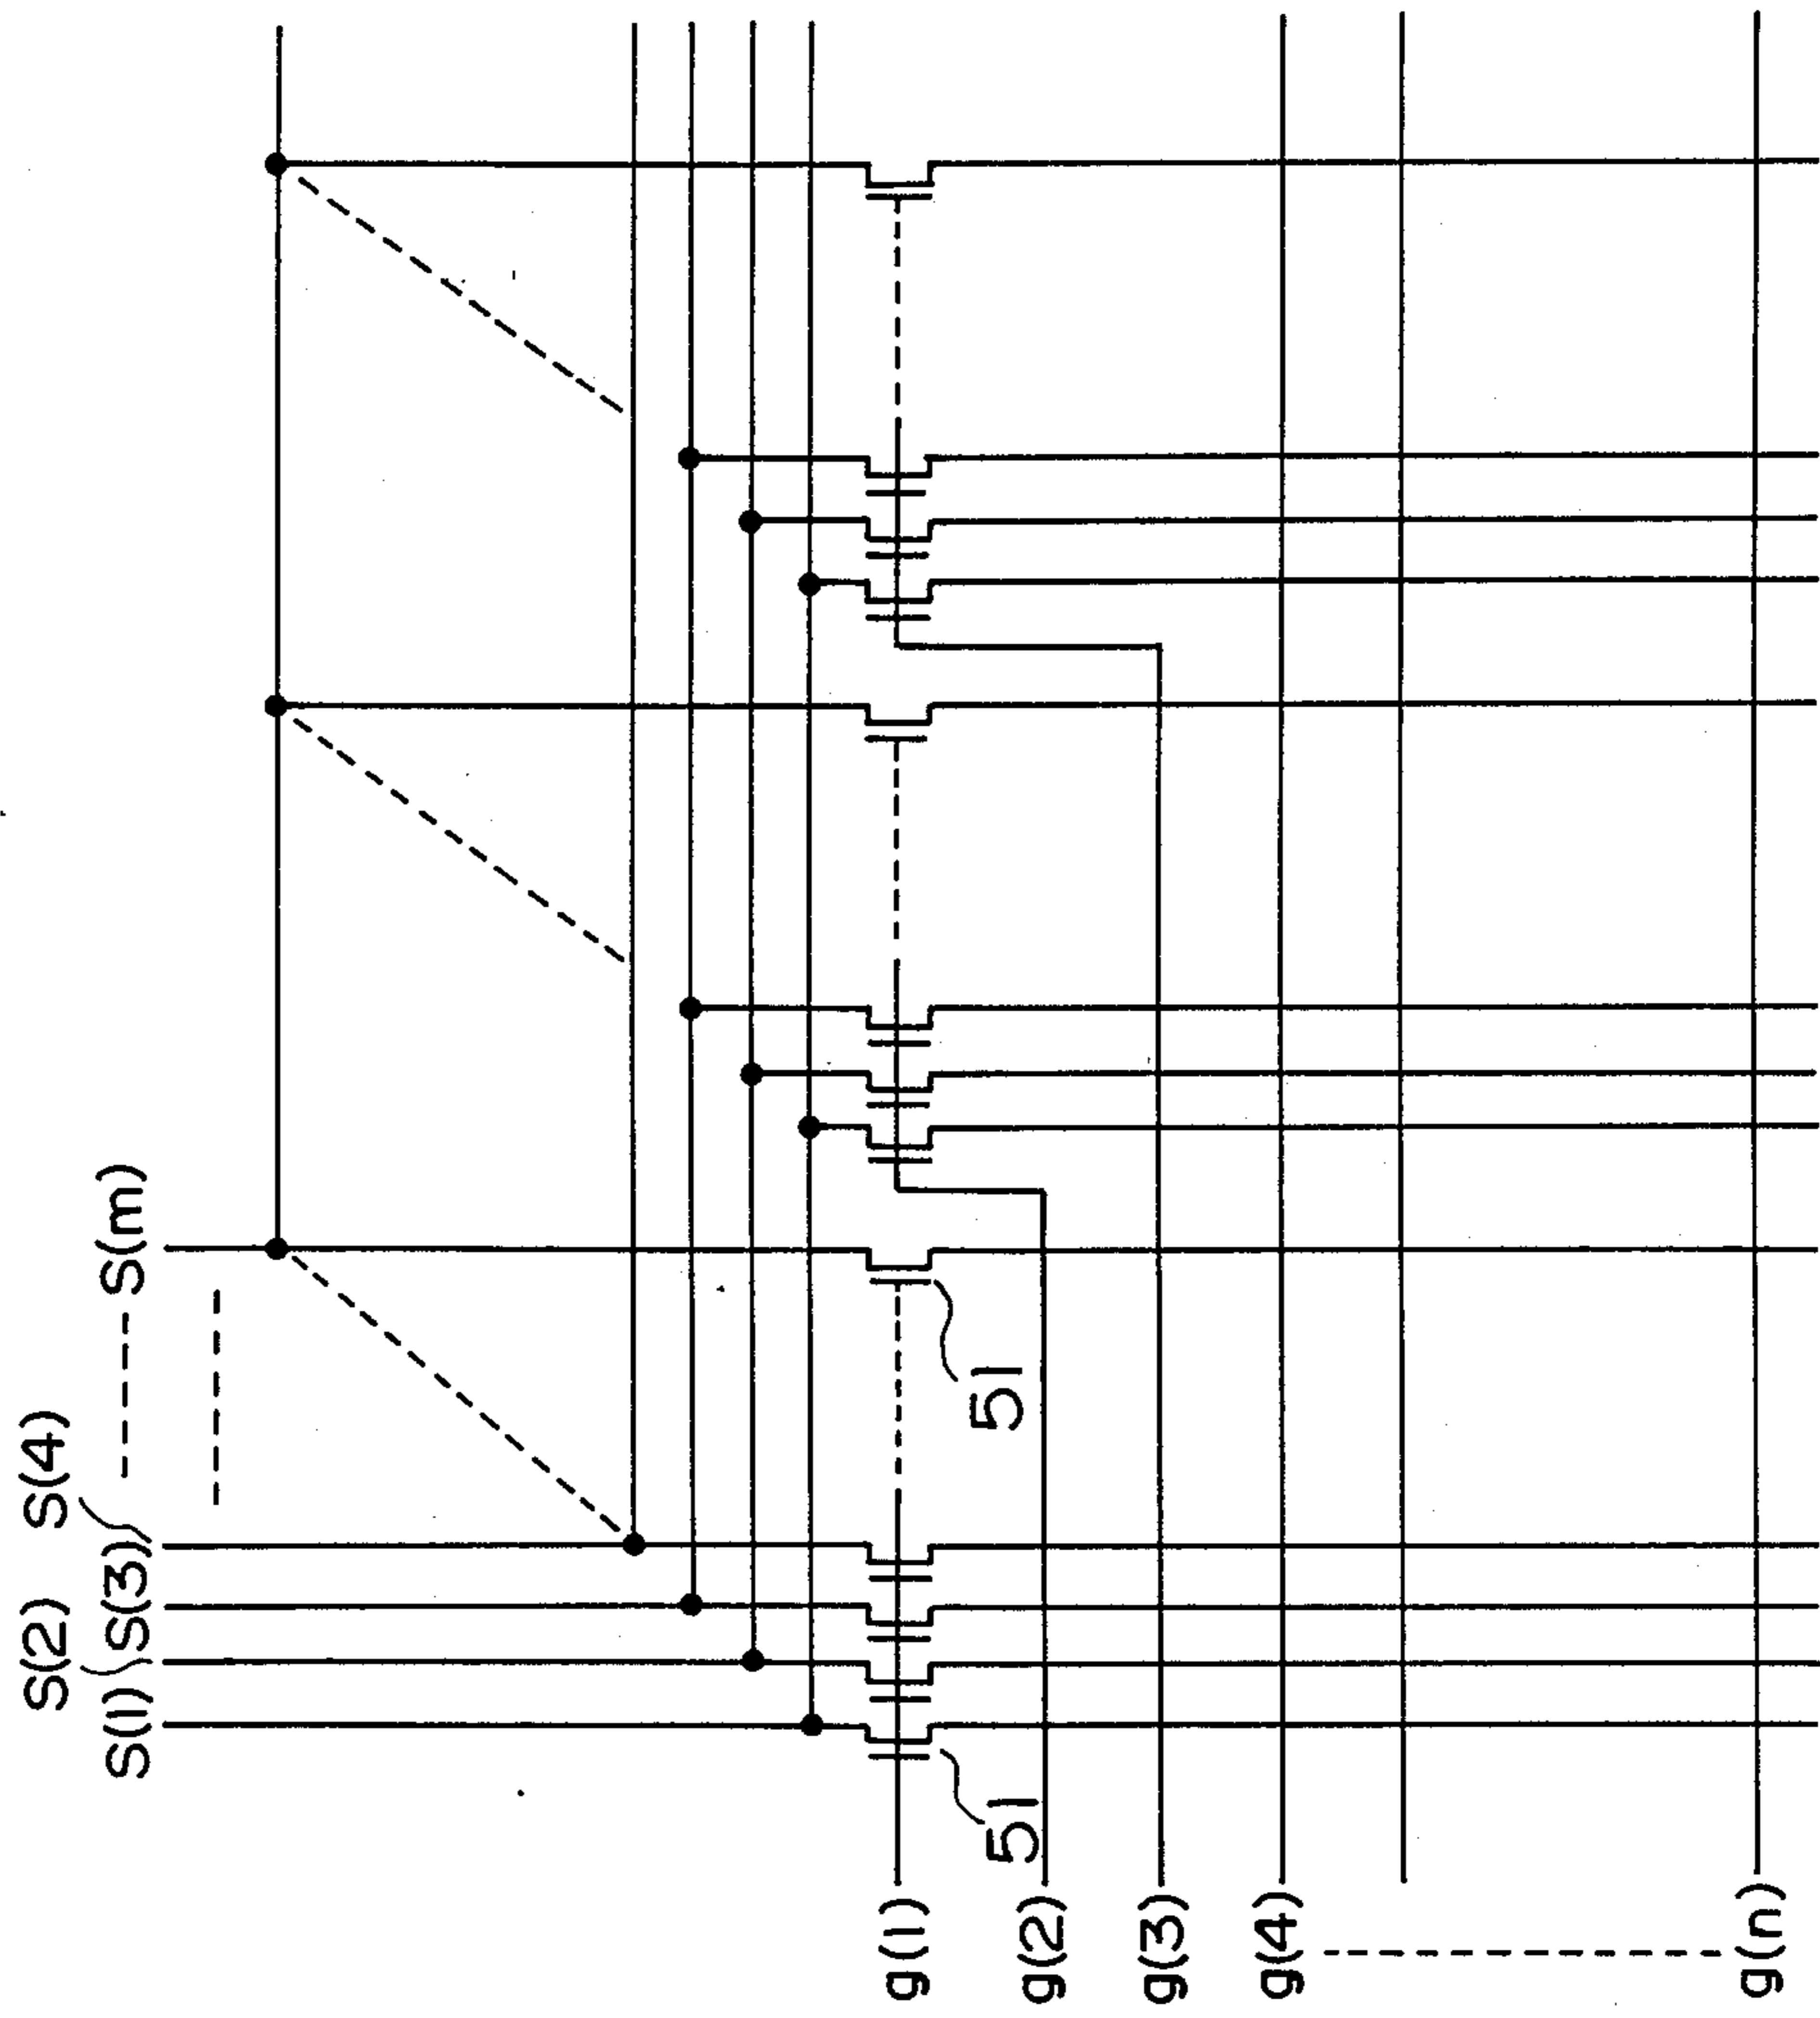 S(1)
S(2)
S(3)
S(4)
S(m)
51
51
g(1)
g(2)
g(3)
g(4)
g(n)